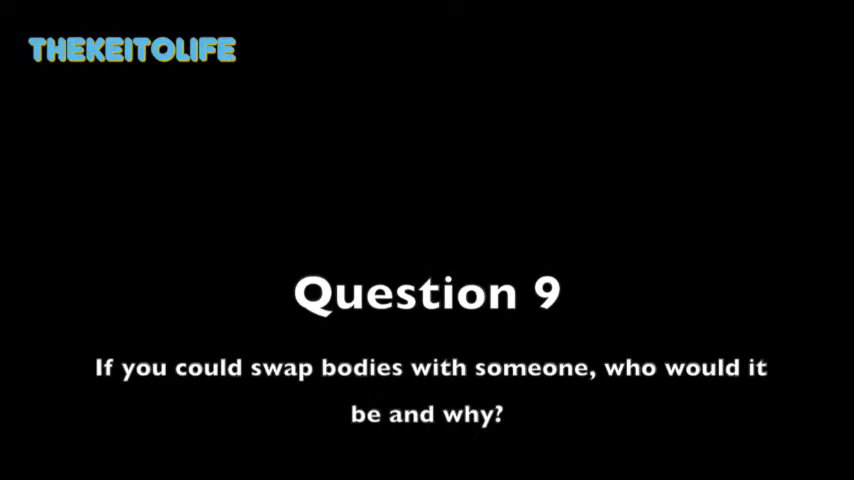 THEKEITOLIFE
Question 9
If you could swap bodies with someone, who would it
be and why?